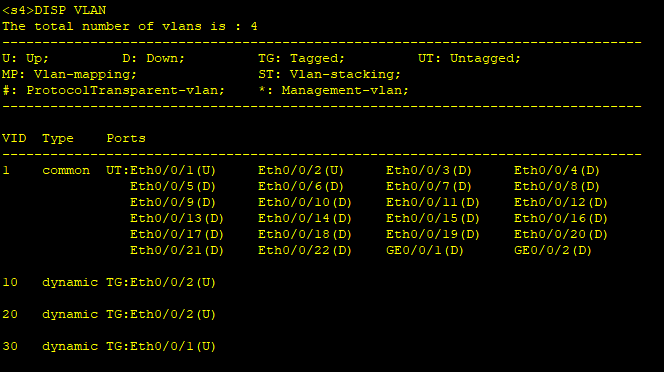 <s4>DISP VLAN
The total number of vlans is : 4
--------------------------------------------------------------------------------
U: Up; D: Down; TG: Tagged; UT: Untagged;
MP: Vlan-mapping; ST: Vlan-stacking;
#: ProtocolTransparent-vlan; *: Management-vlan;
--------------------------------------------------------------------------------
VID Type Ports
--------------------------------------------------------------------------------
1 common UT:Eth0/0/1(U) Eth0/0/2(U) Eth0/0/3(D) Eth0/0/4(D)
Eth0/0/5(D) Eth0/0/6(D) Eth0/0/7(D) Eth0/0/8(D)
Eth0/0/9(D) Eth0/0/10(D) Eth0/0/11(D) Eth0/0/12(D)
Eth0/0/13(D) Eth0/0/14(D) Eth0/0/15(D) Eth0/0/16(D)
Eth0/0/17(D) Eth0/0/18(D) Eth0/0/19(D) Eth0/0/20(D)
Eth0/0/21(D) Eth0/0/22(D) GE0/0/1(D) GE0/0/2(D)
10 dynamic TG:Eth0/0/2(U)
20 dynamic TG:Eth0/0/2(U)
30 dynamic TG:Eth0/0/1(U)